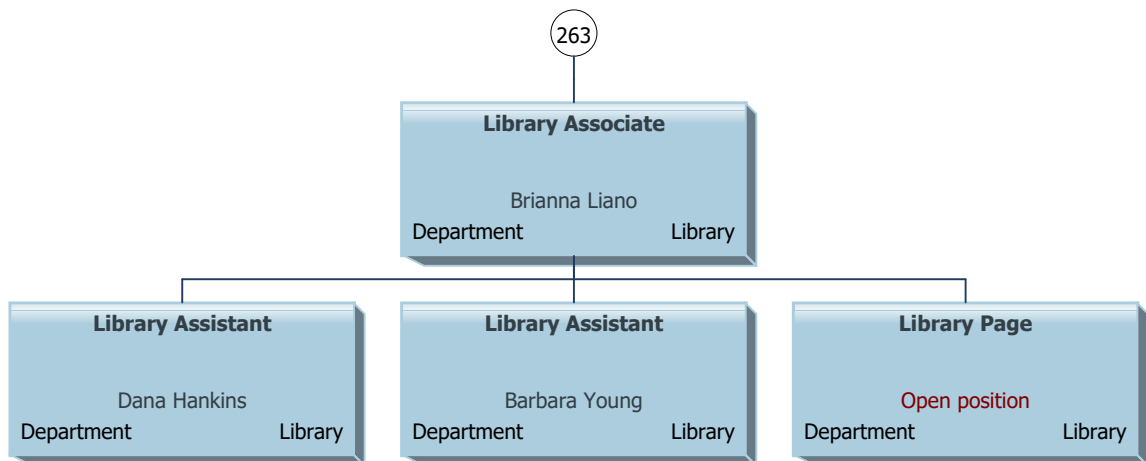 263
Library Associate
Brianna Liano
Department Library
Library Assistant
Dana Hankins
Department Library
Library Assistant
Barbara Young
Department Library
Library Page
Open position
Department Library